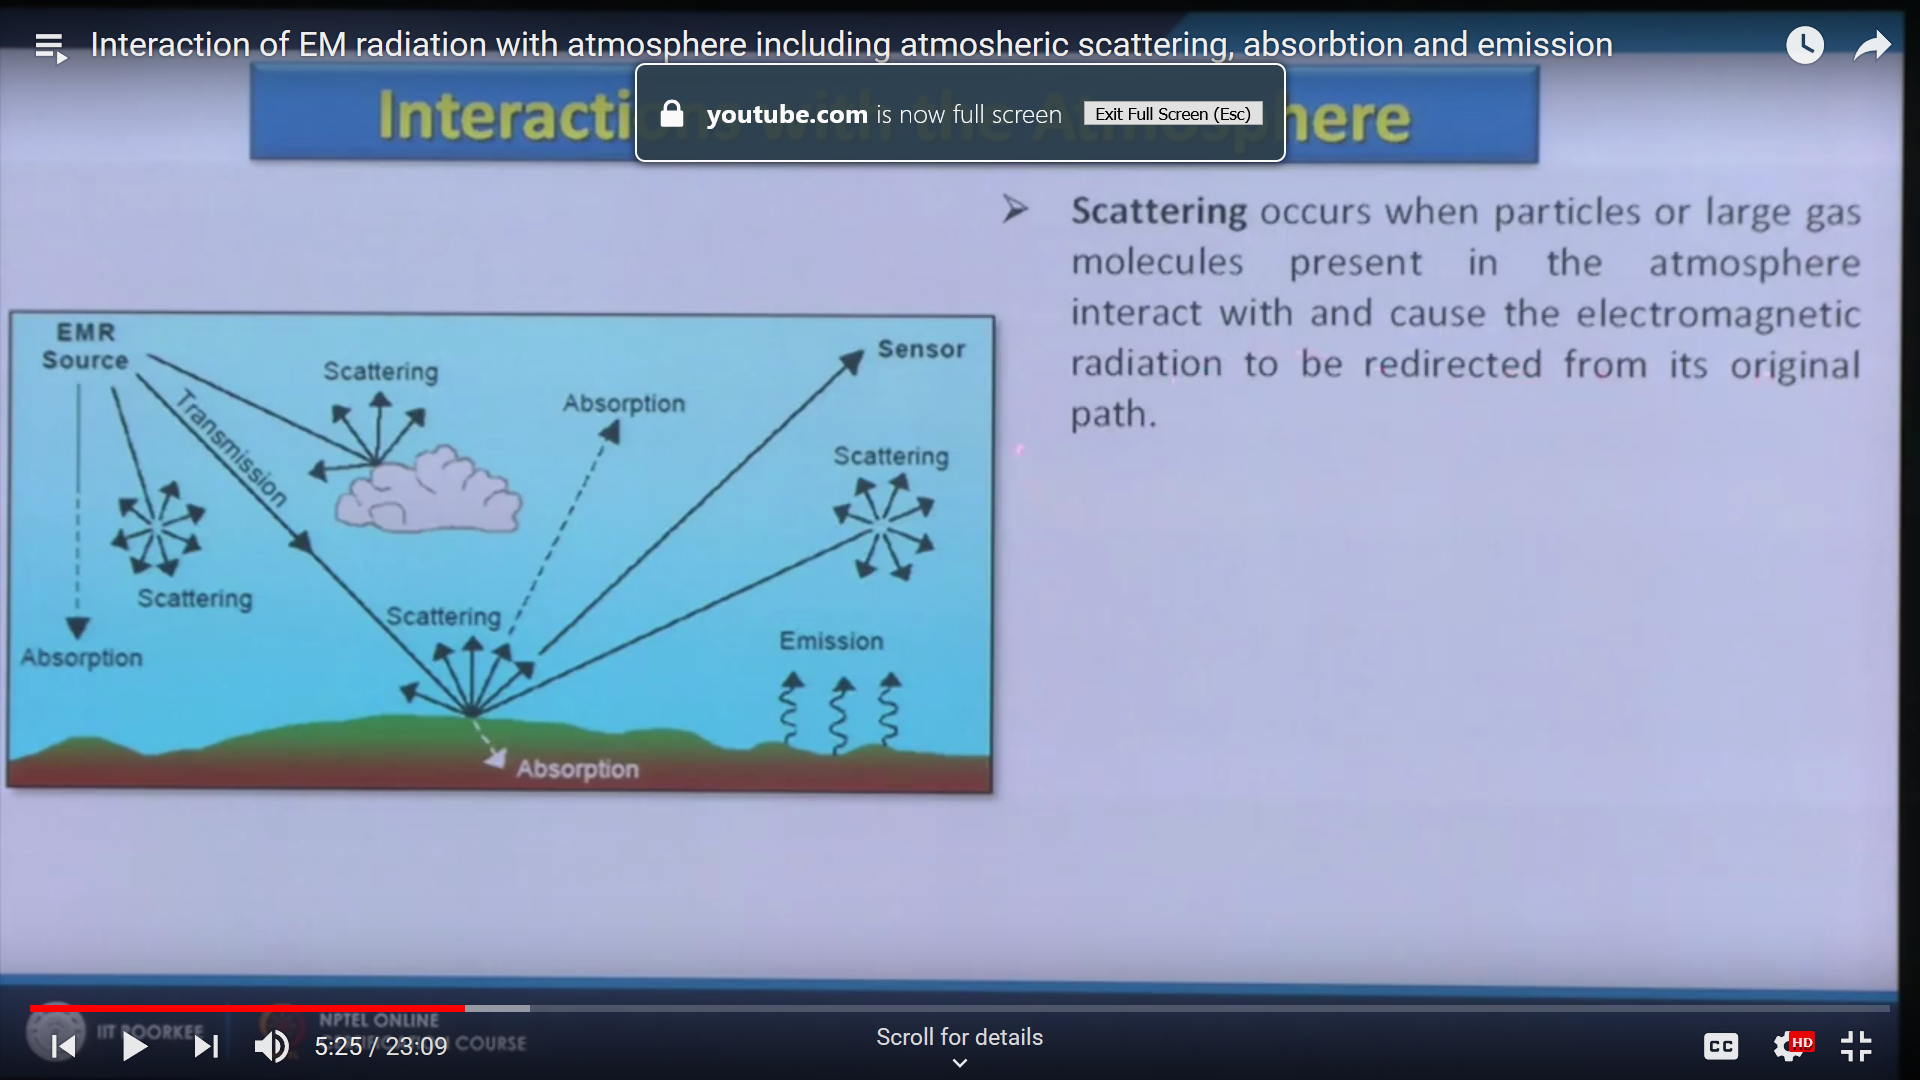 Interaction of EM radiation with atmosphere including atmosheric scattering, absorbtion and emission
youtube.com is now full screen
Exit Full Screen (Esc)
Scattering occurs when particles or large gas
molecules present in the atmosphere
interact with and cause the electromagnetic
radiation to be redirected from its original
path.
EMR
Source
Scattering
Absorption
Sensor
Transmission
Scattering
Scattering
Absorption
Scattering
Emission
Absorption
IIT ROORKEE
NPTEL ONLINE
CERTIFICATION COURSE
5:25 / 23:09
Scroll for details
CC
HD